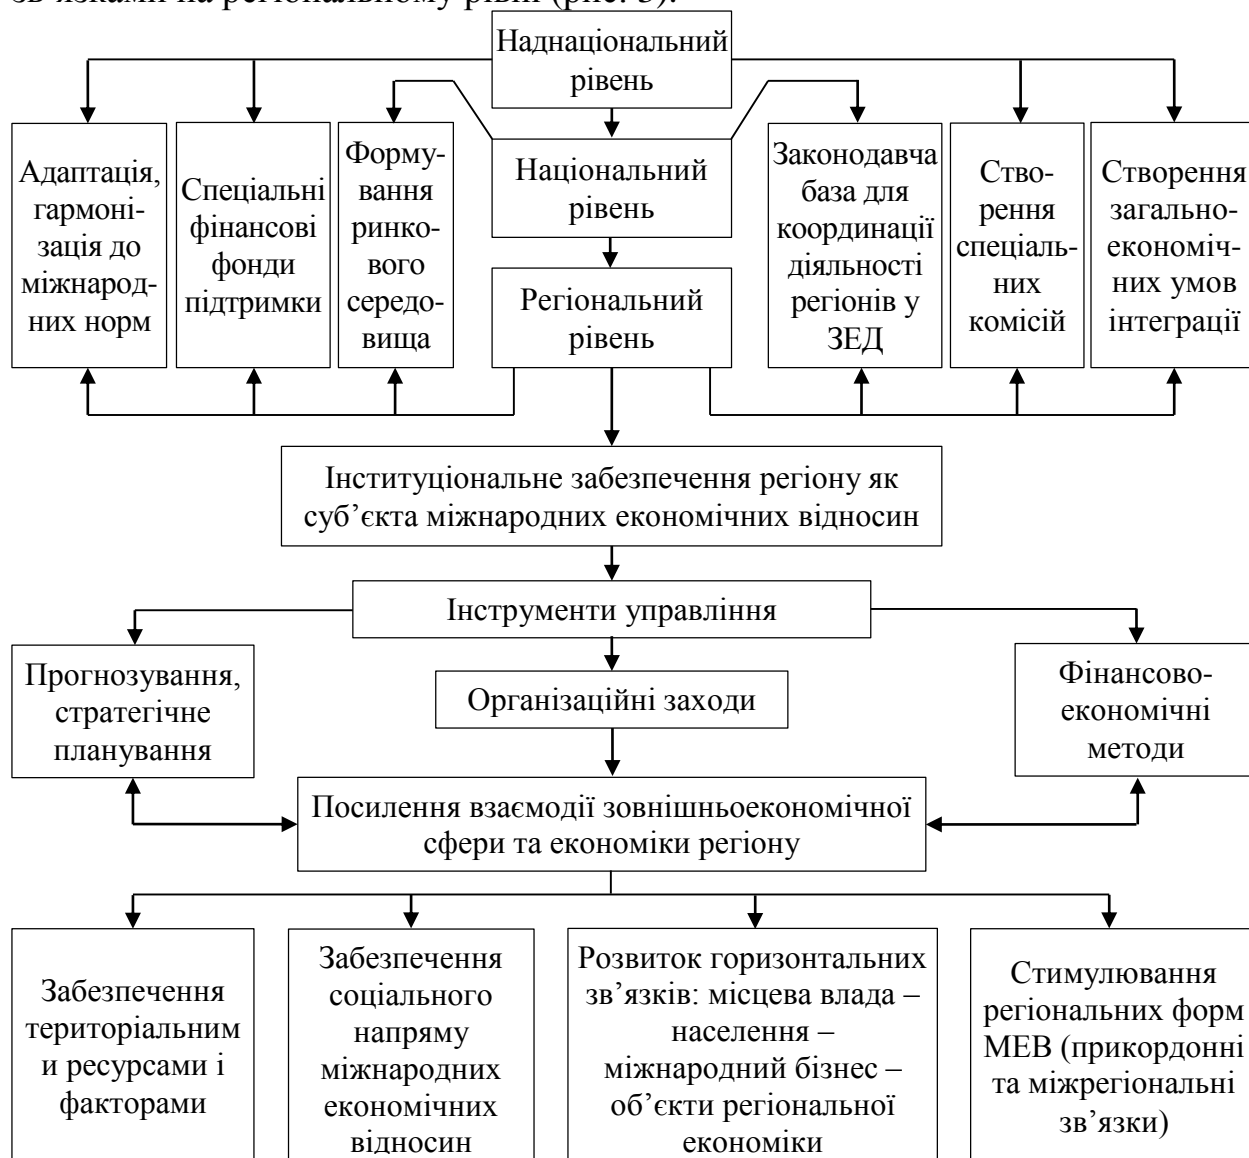 зв’язками на регіональному рівні (рис. 3).
Наднаціональний
рівень
Адаптація,
гармоні-
зація до
міжнарод-
них норм
Спеціальні
фінансові
фонди
підтримки
Форму-
вання
ринко-
вого
середо-
вища
Національний
рівень
Регіональний
рівень
Законодавча
база для
координації
діяльності
регіонів у
ЗЕД
Ство-
рення
спеціаль-
них
комісій
Створення
загально-
економіч-
них умов
інтеграції
Інституціональне забезпечення регіону як
суб’єкта міжнародних економічних відносин
Інструменти управління
Прогнозування,
стратегічне
планування
Організаційні заходи
Фінансово-
економічні
методи
Посилення взаємодії зовнішньоекономічної
сфери та економіки регіону
Забезпечення
територіальним
и ресурсами і
факторами
Забезпечення
соціального
напряму
міжнародних
економічних
відносин
Розвиток горизонтальних
зв’язків: місцева влада –
населення –
міжнародний бізнес –
об’єкти регіональної
економіки
Стимулювання
регіональних форм
МЕВ (прикордонні
та міжрегіональні
зв’язки)